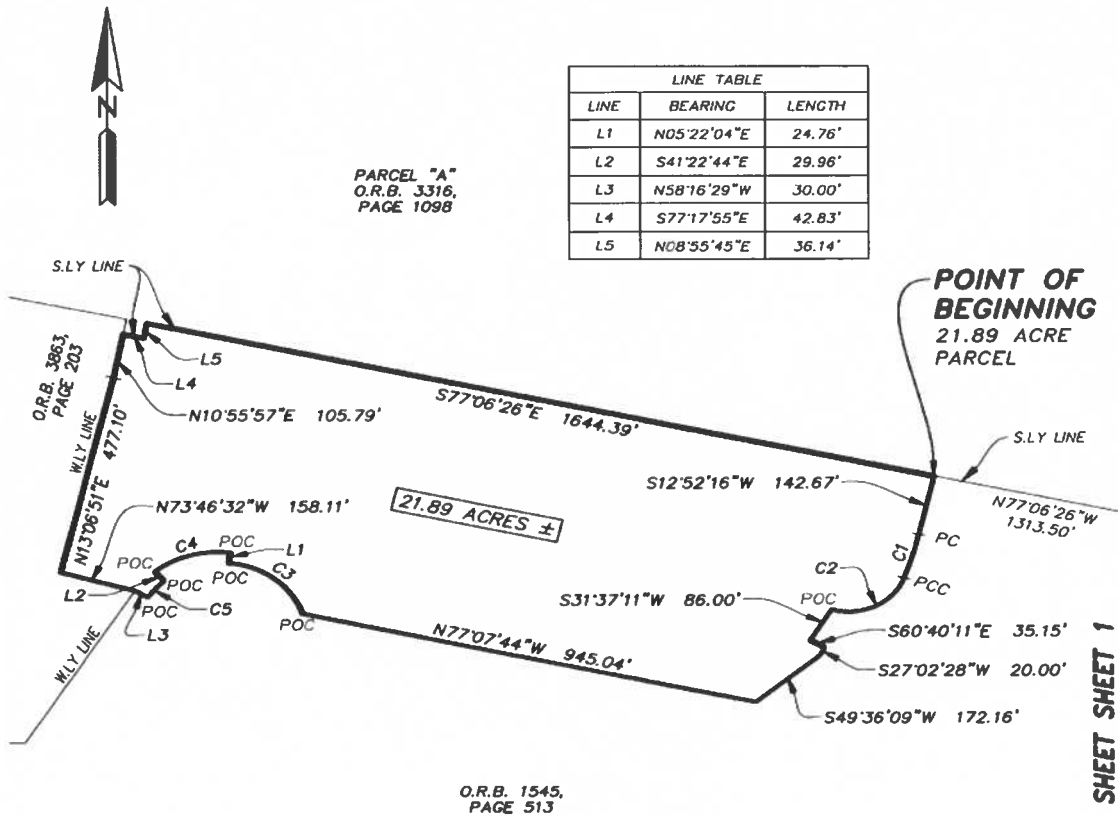 N
LINE TABLE
LINE BEARING LENGTH
L1 N05°22'04"E 24.76'
L2 S41°22'44"E 29.96'
L3 N58°16'29"W 30.00'
L4 S77°17'55"E 42.83'
L5 N08°55'45"E 36.14'
PARCEL "A"
O.R.B. 3316,
PAGE 1098
S.LY LINE
POINT OF
BEGINNING
21.89 ACRE
PARCEL
O.R.B. 3863,
PAGE 203
L5
L4
N10°55'57"E 105.79'
W.LY LINE
N13°06'51"E 477.10'
S77°06'26"E 1644.39'
S.LY LINE
N77°06'26"W
1313.50'
S12°52'16"W 142.67'
N73°46'32"W 158.11'
21.89 ACRES ±
C4
POC
L1
POC
C3
C1
PC
PCC
C2
POC
L2
POC
POC
C5
POC
L3
POC
S31°37'11"W 86.00'
S60°40'11"E 35.15'
S27°02'28"W 20.00'
S49°36'09"W 172.16'
N77°07'44"W 945.04'
W.LY LINE
O.R.B. 1545,
PAGE 513
SHEET SHEET 1